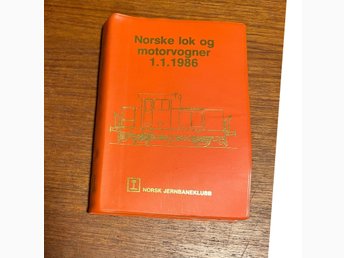 Norske lok og
motorvogner
1.1.1986
NORSK JERNBANEKLUBB